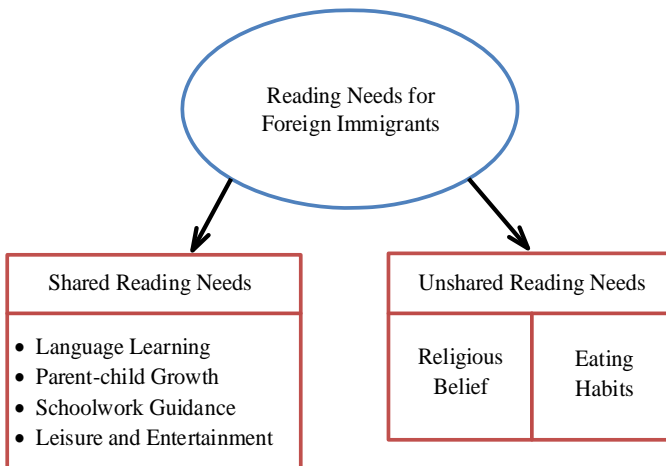 Reading Needs for
Foreign Immigrants
Shared Reading Needs
• Language Learning
• Parent-child Growth
• Schoolwork Guidance
• Leisure and Entertainment
Unshared Reading Needs
Religious
Belief
Eating
Habits